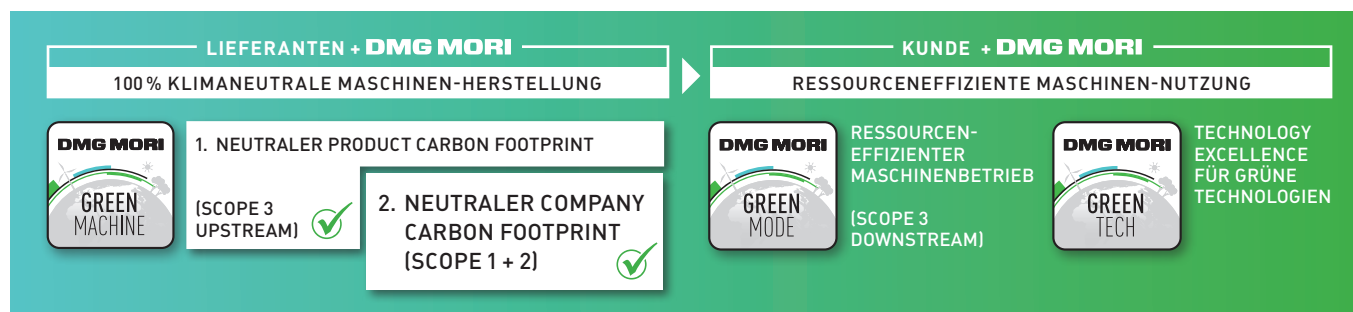 LIEFERANTEN + DMG MORI
100 % KLIMANEUTRALE MASCHINEN-HERSTELLUNG
DMG MORI
GREEN
MACHINE
1. NEUTRALER PRODUCT CARBON FOOTPRINT
(SCOPE 3
UPSTREAM)
2. NEUTRALER COMPANY
CARBON FOOTPRINT
(SCOPE 1 + 2)
KUNDE + DMG MORI
RESSOURCENEFFIZIENTE MASCHINEN-NUTZUNG
DMG MORI
GREEN
MODE
RESSOURCEN-
EFFIZIENTER
MASCHINENBETRIEB
(SCOPE 3
DOWNSTREAM)
DMG MORI
GREEN
TECH
TECHNOLOGY
EXCELLENCE
FÜR GRÜNE
TECHNOLOGIEN